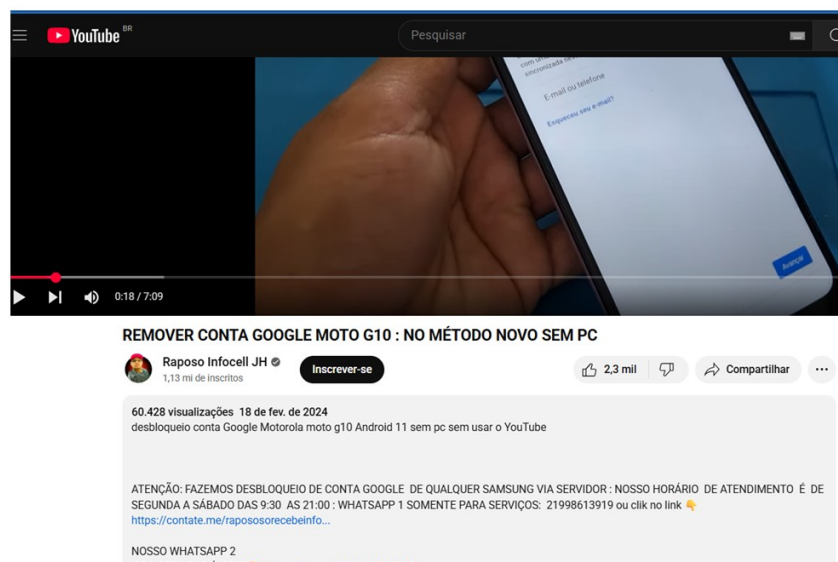 YouTube BR
Pesquisar
com um
sincronizada
E-mail ou telefone
Esqueceu seu e-mail?
Avançar
0:18 / 7:09
REMOVER CONTA GOOGLE MOTO G10 : NO MÉTODO NOVO SEM PC
Raposo Infocell JH
1,13 mi de inscritos
Inscrever-se
2,3 mil
Compartilhar
60.428 visualizações 18 de fev. de 2024
desbloqueio conta Google Motorola moto g10 Android 11 sem pc sem usar o YouTube
ATENÇÃO: FAZEMOS DESBLOQUEIO DE CONTA GOOGLE DE QUALQUER SAMSUNG VIA SERVIDOR : NOSSO HORÁRIO DE ATENDIMENTO É DE
SEGUNDA A SÁBADO DAS 9:30 AS 21:00 : WHATSAPP 1 SOMENTE PARA SERVIÇOS: 21998613919 ou clik no link 👇
https://contate.me/rapososorecebeinfo...
NOSSO WHATSAPP 2